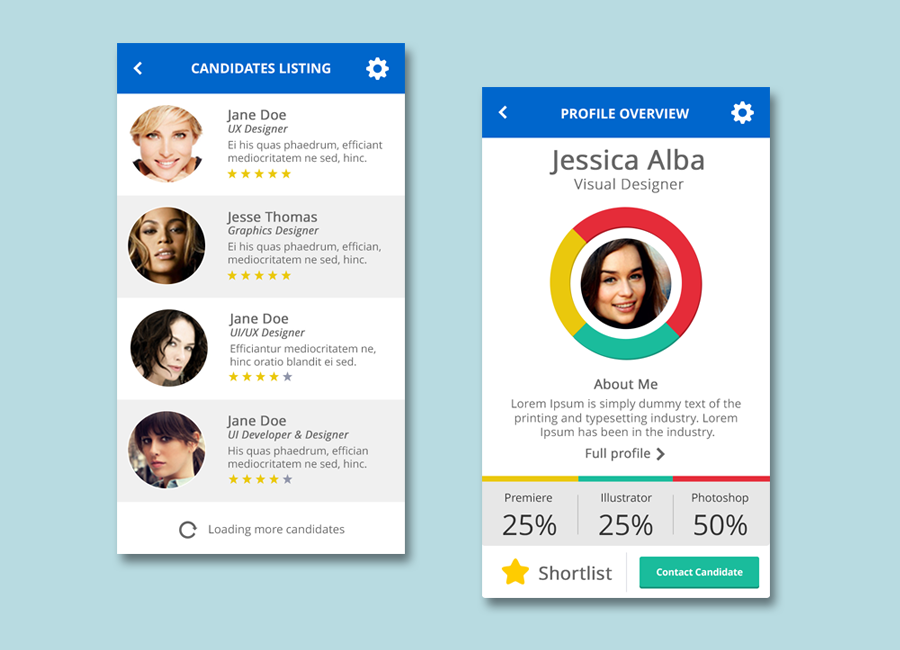 CANDIDATES LISTING
Jane Doe
UX Designer
Ei his quas phaedrum, efficiant
mediocritatem ne sed, hinc.
Jesse Thomas
Graphics Designer
Ei his quas phaedrum, effician,
mediocritatem ne sed, hinc.
Jane Doe
UI/UX Designer
Efficiantur mediocritatem ne,
hinc oratio blandit ei sed.
Jane Doe
UI Developer & Designer
His quas phaedrum, effician
mediocritatem ne sed, hinc.
Loading more candidates
PROFILE OVERVIEW
Jessica Alba
Visual Designer
About Me
Lorem Ipsum is simply dummy text of the
printing and typesetting industry. Lorem
Ipsum has been in the industry.
Full profile
Premiere Illustrator Photoshop
25% 25% 50%
Shortlist Contact Candidate